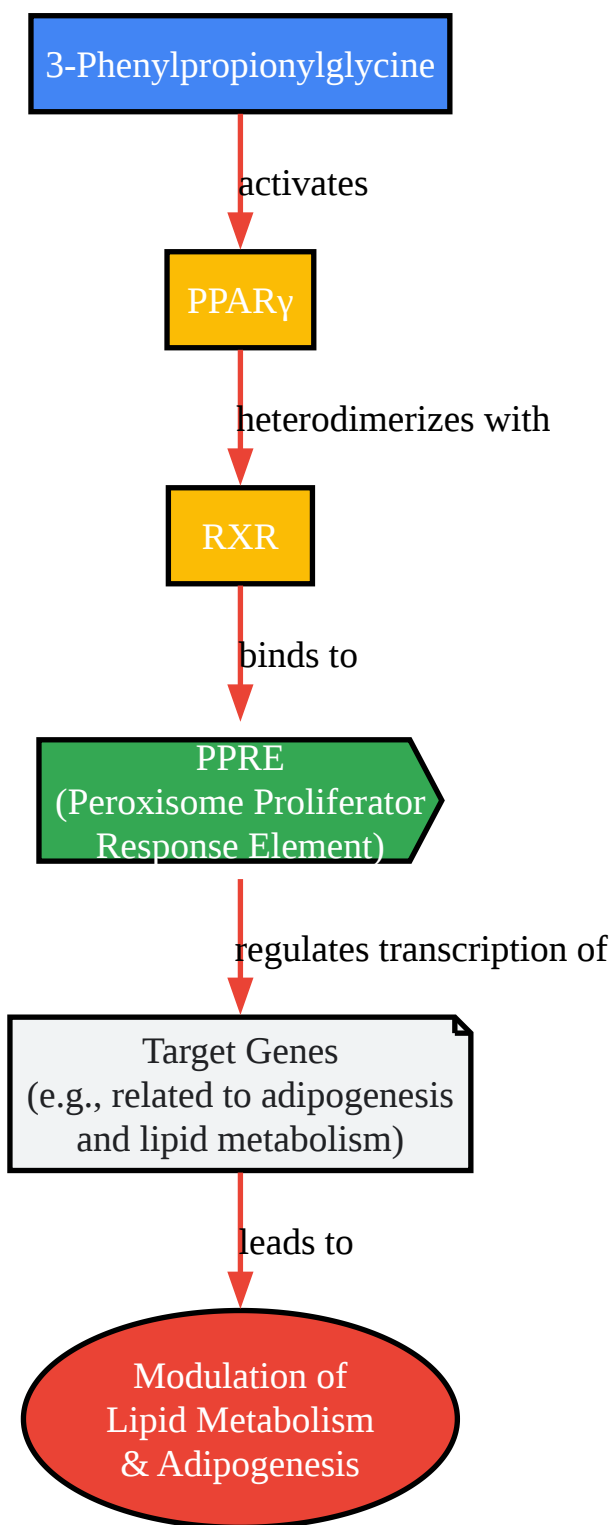 3-Phenylpropionylglycine
activates
PPARγ
heterodimerizes with
RXR
binds to
PPRE
(Peroxisome Proliferator
Response Element)
regulates transcription of
Target Genes
(e.g., related to adipogenesis
and lipid metabolism)
leads to
Modulation of
Lipid Metabolism
& Adipogenesis